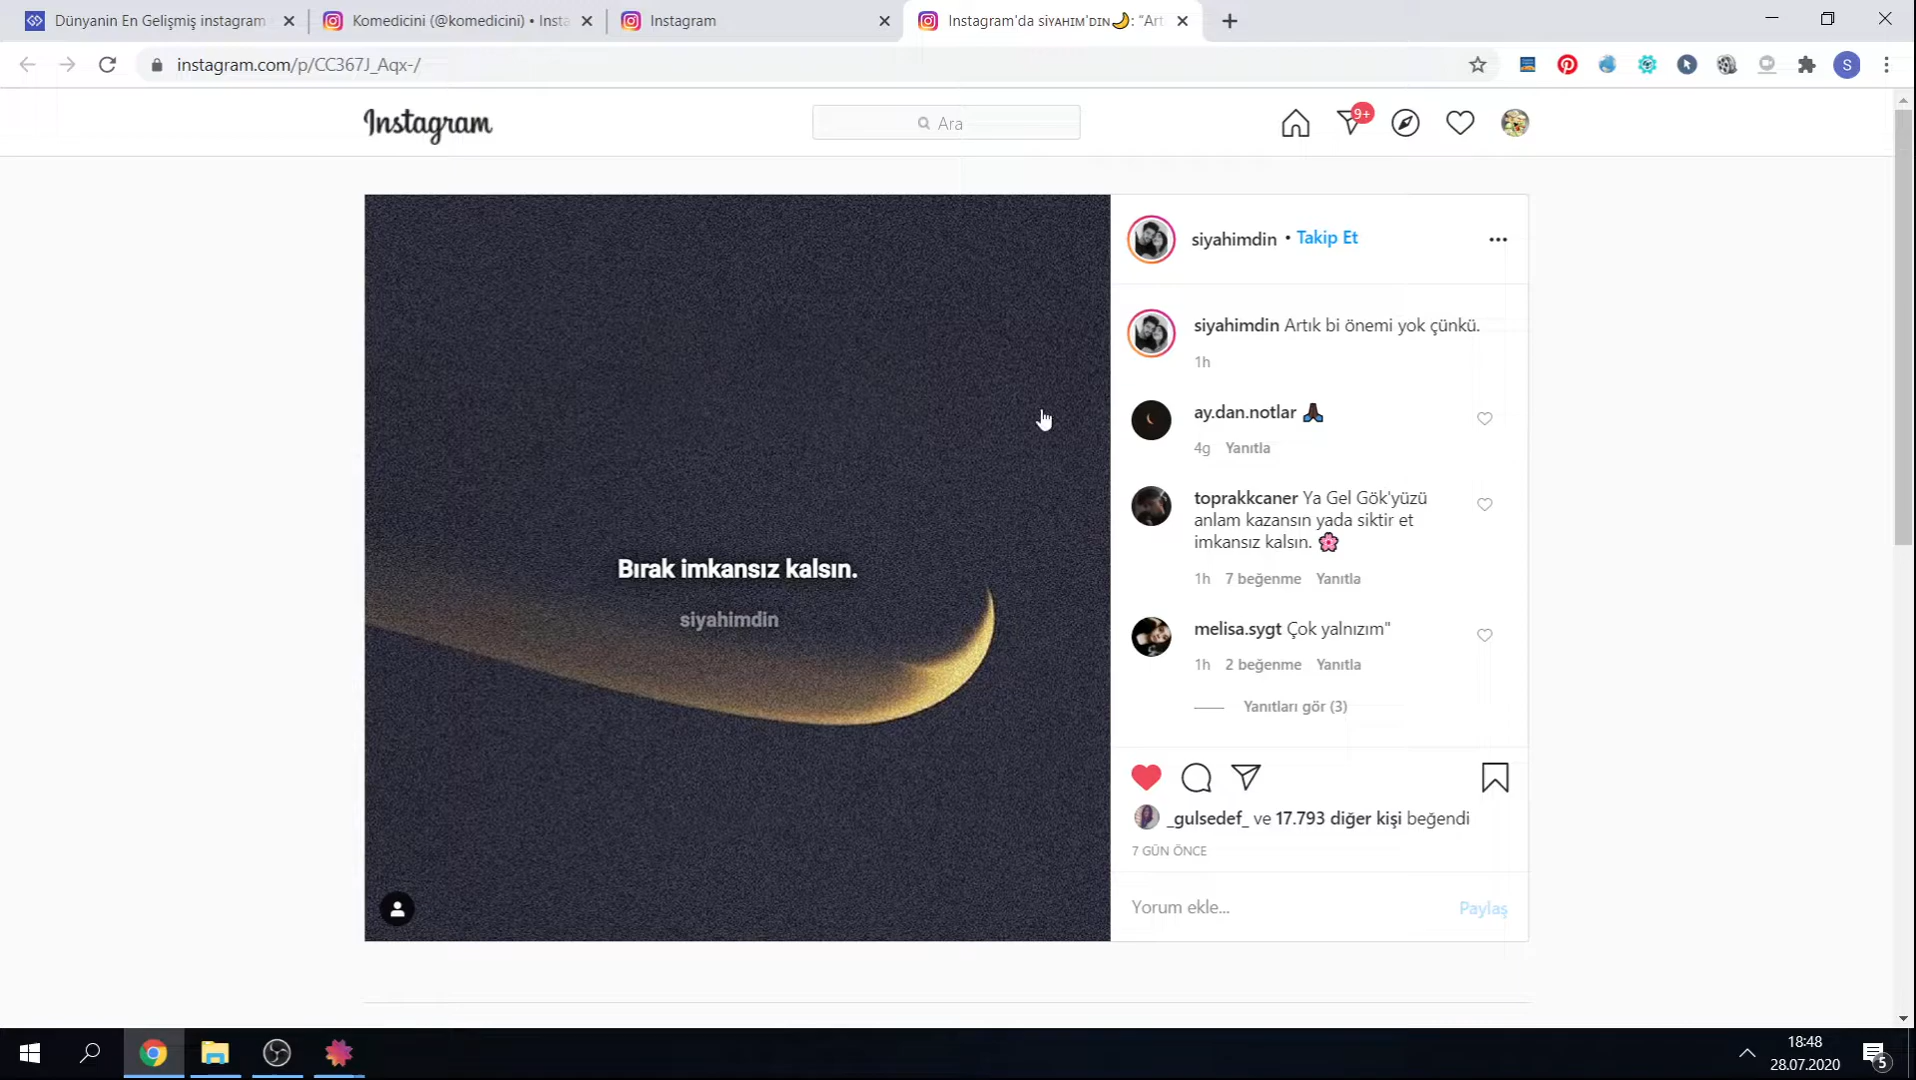 Dünyanin En Gelişmiş instagram
Komedicini (@komedicini) • Insta
Instagram
Instagram'da sɪʏᴀʜɪᴍ'ᴅɪɴ🌙: "Art
instagram.com/p/CC367J_Aqx-/
S
Instagram
Ara
9+
siyahimdin • Takip Et
siyahimdin Artık bi önemi yok çünkü.
1h
ay.dan.notlar 🙏🏿
4g Yanıtla
toprakkcaner Ya Gel Gök'yüzü
anlam kazansın yada siktir et
imkansız kalsın. 🌸
1h 7 beğenme Yanıtla
melisa.sygt Çok yalnızım"
1h 2 beğenme Yanıtla
Yanıtları gör (3)
Bırak imkansız kalsın.
siyahimdin
_gulsedef_ ve 17.793 diğer kişi beğendi
7 GÜN ÖNCE
Yorum ekle... Paylaş
18:48
28.07.2020
5